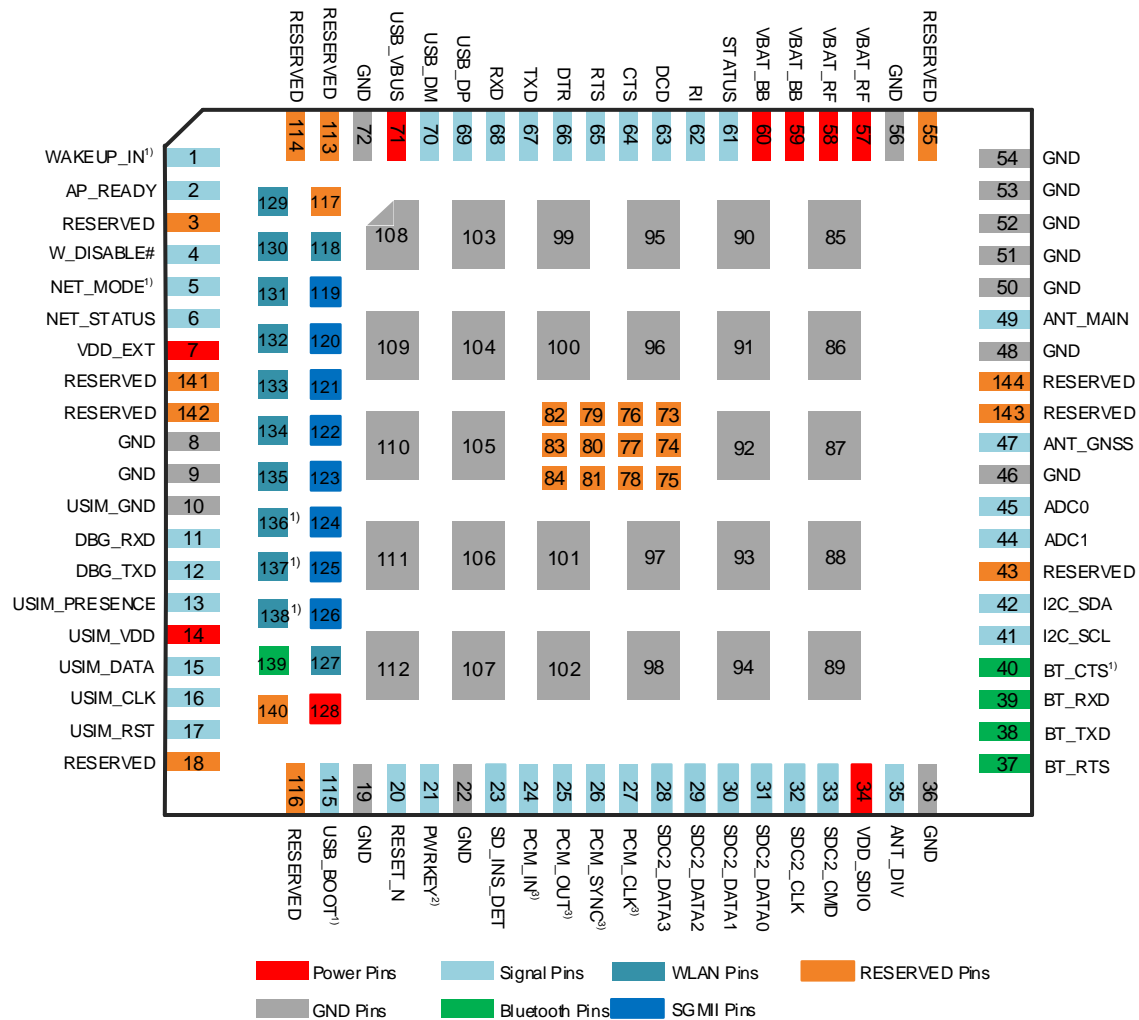 RESERVED
RESERVED
GND
USB_VBUS
USB_DM
USB_DP
RXD
TXD
DTR
RTS
CTS
DCD
RI
STATUS
VBAT_BB
VBAT_BB
VBAT_RF
VBAT_RF
GND
RESERVED
114
113
72
71
70
69
68
67
66
65
64
63
62
61
60
59
58
57
56
55
WAKEUP_IN1) 1
AP_READY 2
RESERVED 3
W_DISABLE# 4
NET_MODE1) 5
NET_STATUS 6
VDD_EXT 7
RESERVED 141
RESERVED 142
GND 8
GND 9
USIM_GND 10
DBG_RXD 11
DBG_TXD 12
USIM_PRESENCE 13
USIM_VDD 14
USIM_DATA 15
USIM_CLK 16
USIM_RST 17
RESERVED 18
129 117
130 118
131 119
132 120
133 121
134 122
135 123
136 1) 124
137 1) 125
138 1) 126
139 127
140 128
108 103 99 95 90 85
109 104 100 96 91 86
82 79 76 73
83 80 77 74
84 81 78 75
110 105 92 87
111 106 101 97 93 88
112 107 102 98 94 89
54 GND
53 GND
52 GND
51 GND
50 GND
49 ANT_MAIN
48 GND
144 RESERVED
143 RESERVED
47 ANT_GNSS
46 GND
45 ADC0
44 ADC1
43 RESERVED
42 I2C_SDA
41 I2C_SCL
40 BT_CTS1)
39 BT_RXD
38 BT_TXD
37 BT_RTS
116
115
19
20
21
22
23
24
25
26
27
28
29
30
31
32
33
34
35
36
RESERVED
USB_BOOT1)
GND
RESET_N
PWRKEY2)
GND
SD_INS_DET
PCM_IN3)
PCM_OUT3)
PCM_SYNC3)
PCM_CLK3)
SDC2_DATA3
SDC2_DATA2
SDC2_DATA1
SDC2_DATA0
SDC2_CLK
SDC2_CMD
VDD_SDIO
ANT_DIV
GND
Power Pins Signal Pins WLAN Pins RESERVED Pins
GND Pins Bluetooth Pins SGMII Pins